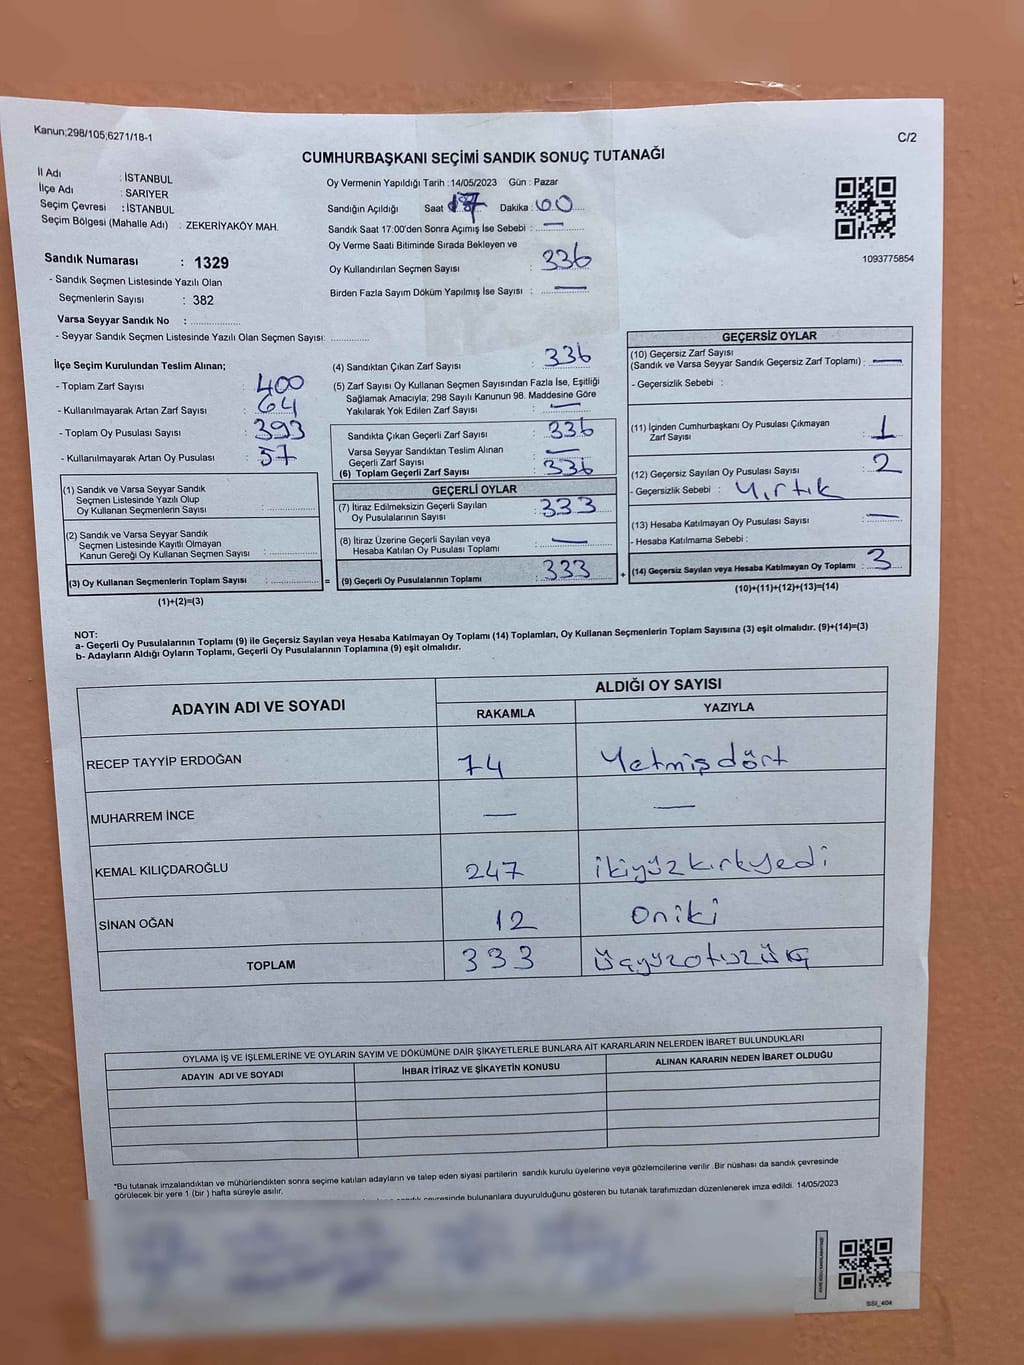 Kanun;298/105,6271/18-1
C/2
CUMHURBAŞKANI SEÇİMİ SANDIK SONUÇ TUTANAĞI
İl Adı : İSTANBUL
İlçe Adı : SARIYER
Seçim Çevresi : İSTANBUL
Seçim Bölgesi (Mahalle Adı) : ZEKERİYAKÖY MAH.
Sandık Numarası : 1329
- Sandık Seçmen Listesinde Yazılı Olan
Seçmenlerin Sayısı : 382
Varsa Seyyar Sandık No :
- Seyyar Sandık Seçmen Listesinde Yazılı Olan Seçmen Sayısı:
Oy Vermenin Yapıldığı Tarih : 14/05/2023 Gün : Pazar
Sandığın Açıldığı Saat 17 Dakika : 00
Sandık Saat 17:00'den Sonra Açımış İse Sebebi : —
Oy Verme Saati Bitiminde Sırada Bekleyen ve
Oy Kullandırılan Seçmen Sayısı : 336
Birden Fazla Sayım Döküm Yapılmış İse Sayısı : —
1093775854
İlçe Seçim Kurulundan Teslim Alınan;
- Toplam Zarf Sayısı : 400
- Kullanılmayarak Artan Zarf Sayısı : 64
- Toplam Oy Pusulası Sayısı : 393
- Kullanılmayarak Artan Oy Pusulası : 57
(1) Sandık ve Varsa Seyyar Sandık
Seçmen Listesinde Yazılı Olup
Oy Kullanan Seçmenlerin Sayısı :
(2) Sandık ve Varsa Seyyar Sandık
Seçmen Listesinde Kayıtlı Olmayan
Kanun Gereği Oy Kullanan Seçmen Sayısı :
(3) Oy Kullanan Seçmenlerin Toplam Sayısı : =
(1)+(2)=(3)
(4) Sandıktan Çıkan Zarf Sayısı : 336
(5) Zarf Sayısı Oy Kullanan Seçmen Sayısından Fazla İse, Eşitliği
Sağlamak Amacıyla; 298 Sayılı Kanunun 98. Maddesine Göre
Yakılarak Yok Edilen Zarf Sayısı : —
Sandıkta Çıkan Geçerli Zarf Sayısı : 336
Varsa Seyyar Sandıktan Teslim Alınan
Geçerli Zarf Sayısı : —
(6) Toplam Geçerli Zarf Sayısı : 336
GEÇERLİ OYLAR
(7) İtiraz Edilmeksizin Geçerli Sayılan
Oy Pusulalarının Sayısı : 333
(8) İtiraz Üzerine Geçerli Sayılan veya
Hesaba Katılan Oy Pusulası Toplamı : —
(9) Geçerli Oy Pusulalarının Toplamı : 333 +
GEÇERSİZ OYLAR
(10) Geçersiz Zarf Sayısı
(Sandık ve Varsa Seyyar Sandık Geçersiz Zarf Toplamı) : —
- Geçersizlik Sebebi :
(11) İçinden Cumhurbaşkanı Oy Pusulası Çıkmayan
Zarf Sayısı : 1
(12) Geçersiz Sayılan Oy Pusulası Sayısı : 2
- Geçersizlik Sebebi : Yırtık
(13) Hesaba Katılmayan Oy Pusulası Sayısı : —
- Hesaba Katılmama Sebebi :
(14) Geçersiz Sayılan veya Hesaba Katılmayan Oy Toplamı : 3
(10)+(11)+(12)+(13)=(14)
NOT:
a- Geçerli Oy Pusulalarının Toplamı (9) ile Geçersiz Sayılan veya Hesaba Katılmayan Oy Toplamı (14) Toplamları, Oy Kullanan Seçmenlerin Toplam Sayısına (3) eşit olmalıdır. (9)+(14)=(3)
b- Adayların Aldığı Oyların Toplamı, Geçerli Oy Pusulalarının Toplamına (9) eşit olmalıdır.
ADAYIN ADI VE SOYADI
ALDIĞI OY SAYISI
RAKAMLA YAZIYLA
RECEP TAYYİP ERDOĞAN 74 Yetmişdört
MUHARREM İNCE — —
KEMAL KILIÇDAROĞLU 247 ikiyüzkırkyedi
SİNAN OĞAN 12 Oniki
TOPLAM 333 üçyüzotuzüç
OYLAMA İŞ VE İŞLEMLERİNE VE OYLARIN SAYIM VE DÖKÜMÜNE DAİR ŞİKAYETLERLE BUNLARA AİT KARARLARIN NELERDEN İBARET BULUNDUKLARI
ADAYIN ADI VE SOYADI İHBAR İTİRAZ VE ŞİKAYETİN KONUSU ALINAN KARARIN NEDEN İBARET OLDUĞU
*Bu tutanak imzalandıktan ve mühürlendikten sonra seçime katılan adayların ve talep eden siyasi partilerin sandık kurulu üyelerine veya gözlemcilerine verilir .Bir nüshası da sandık çevresinde
görülecek bir yere 1 (bir ) hafta süreyle asılır.
çevresinde bulunanlara duyurulduğunu gösteren bu tutanak tarafımızdan düzenlenerek imza edildi. 14/05/2023
SSI_404